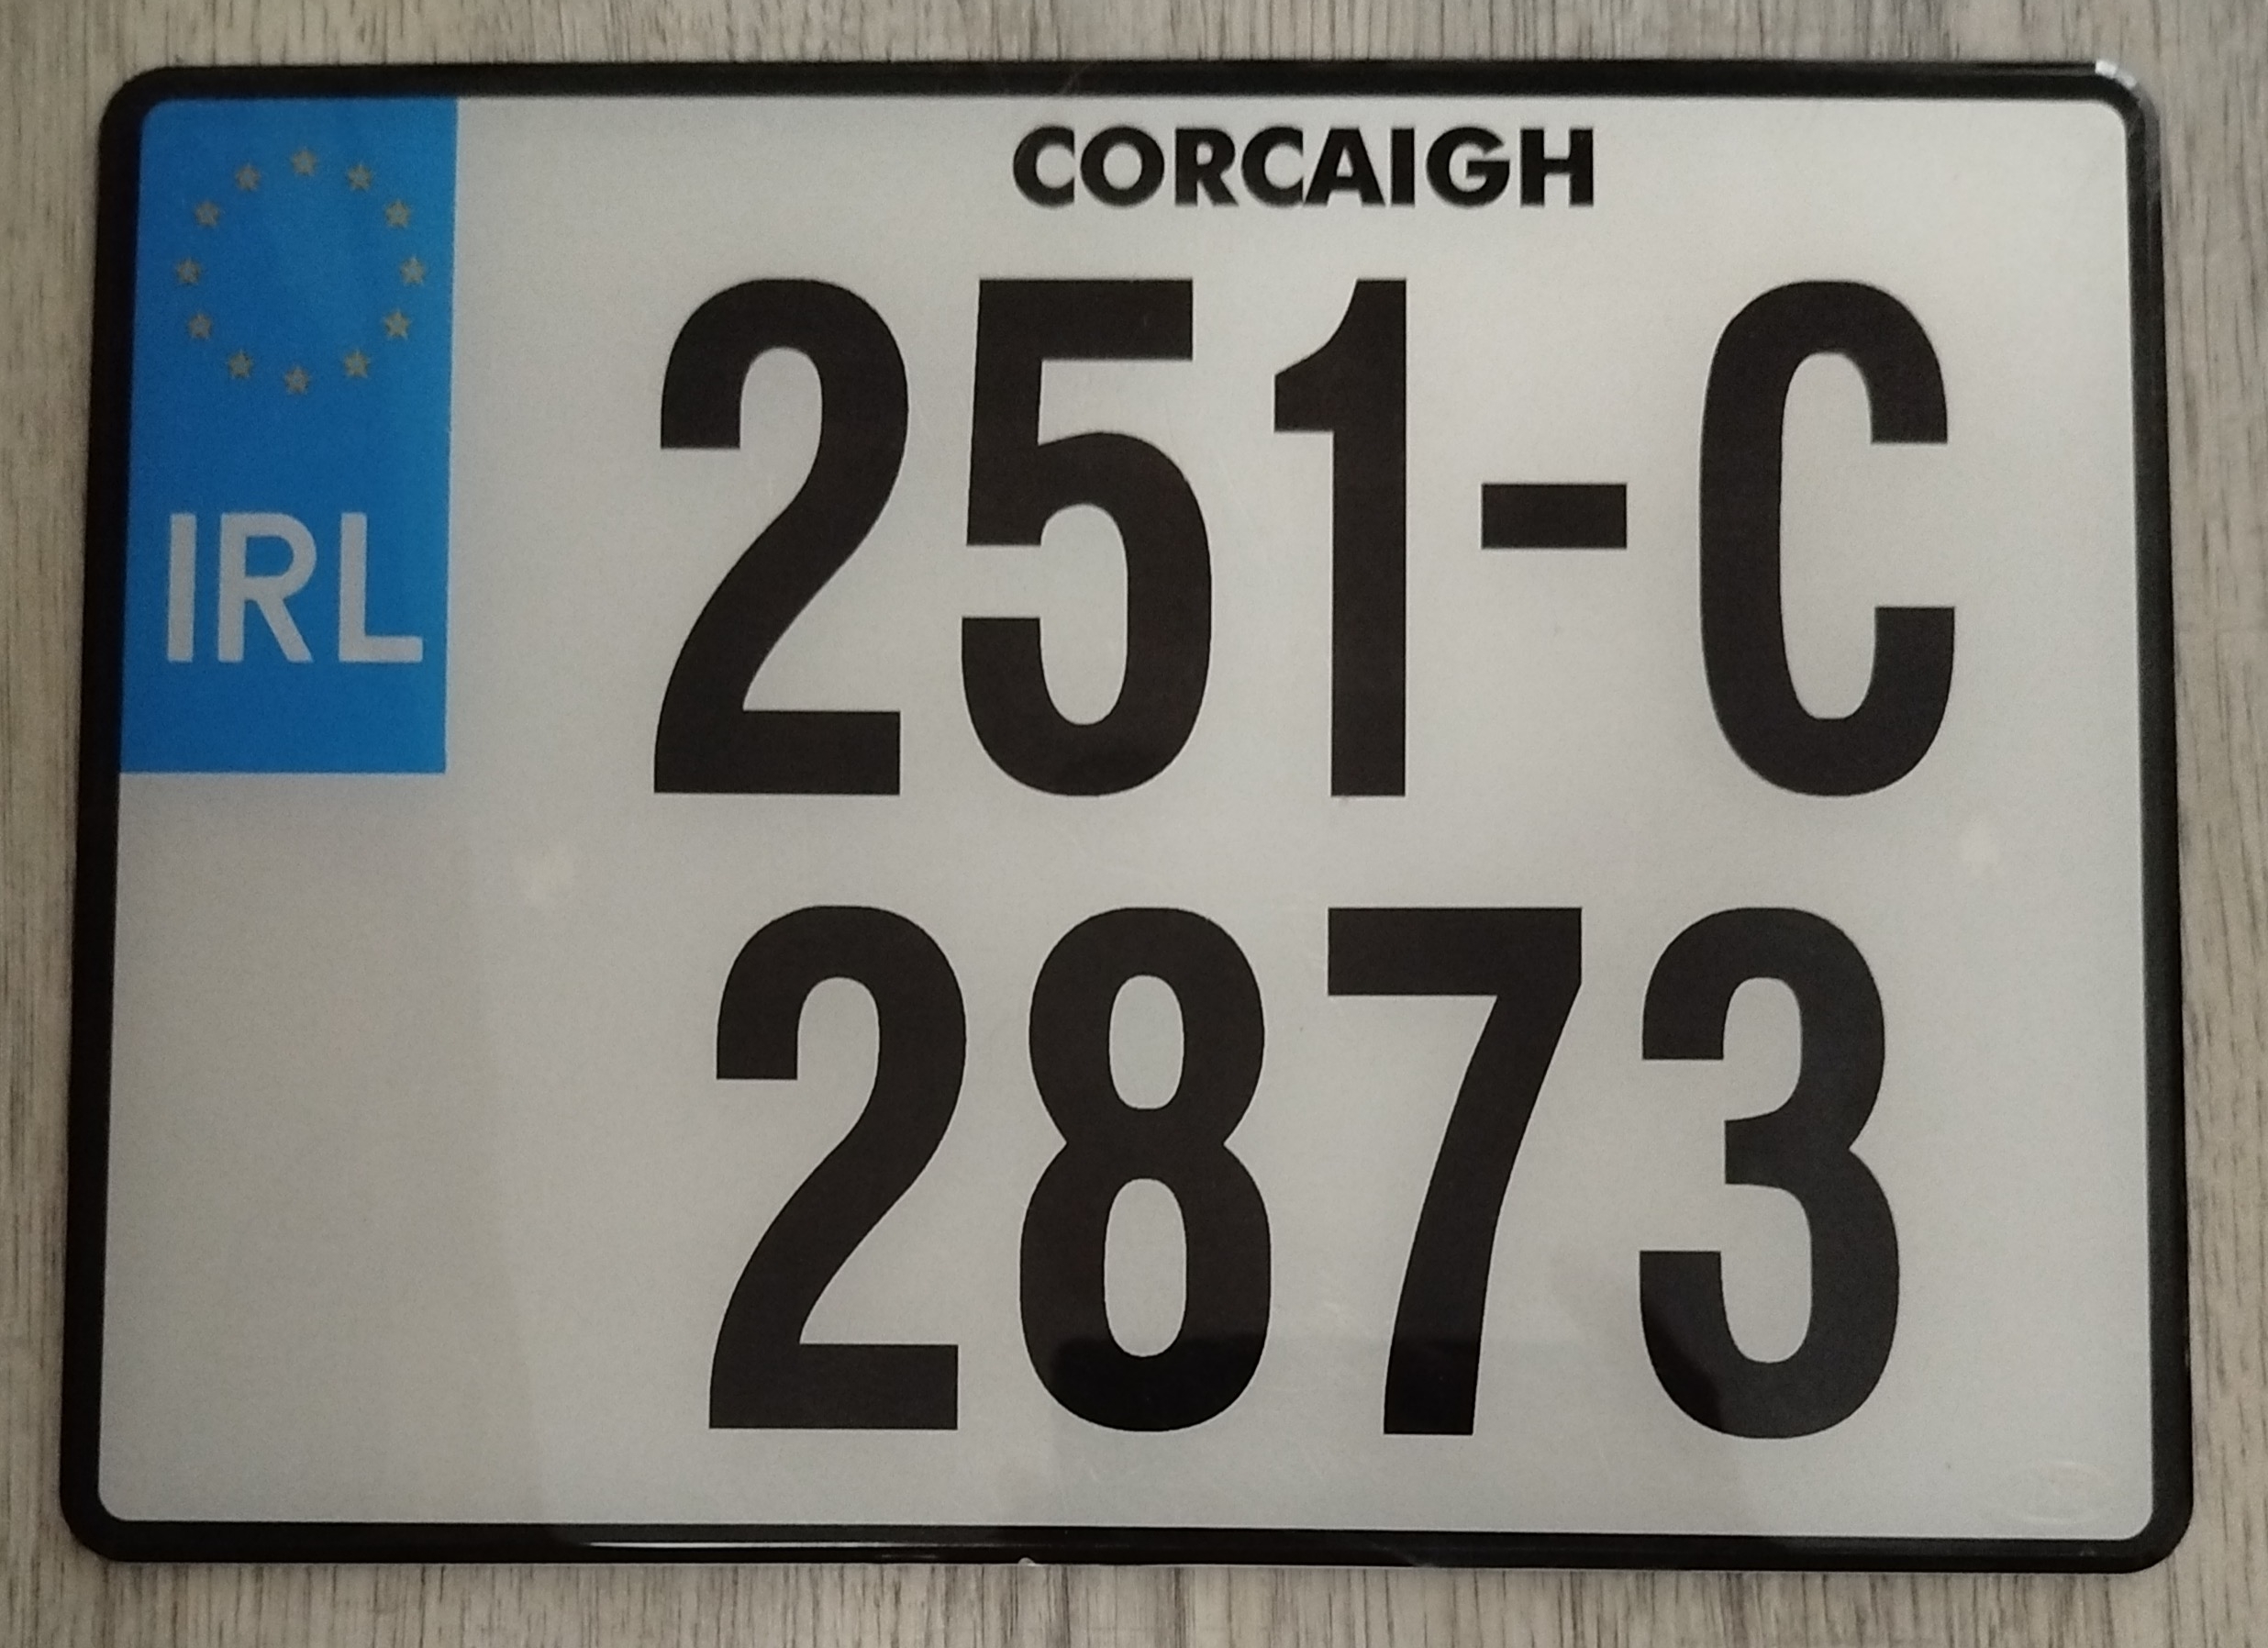 CORCAIGH
IRL
251-C
2873